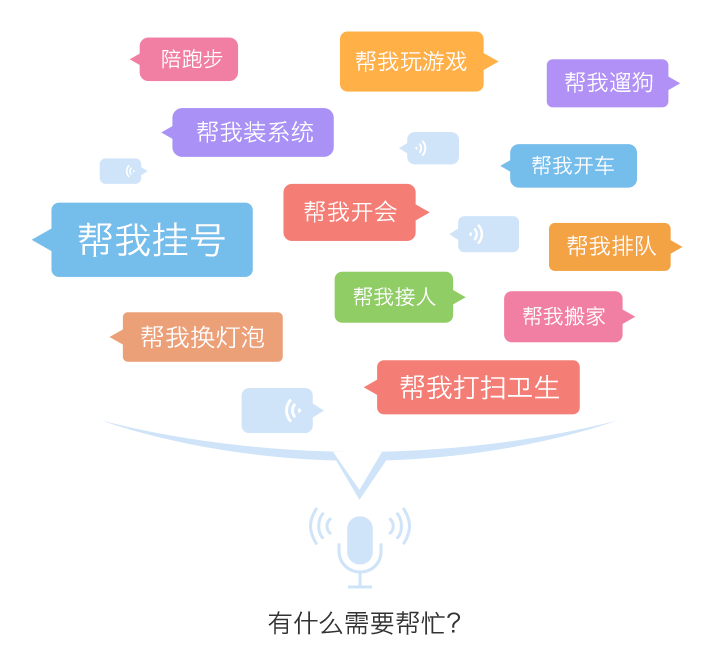 陪跑步
帮我玩游戏
帮我遛狗
帮我装系统
帮我开车
帮我挂号
帮我开会
帮我排队
帮我接人
帮我搬家
帮我换灯泡
帮我打扫卫生
有什么需要帮忙?